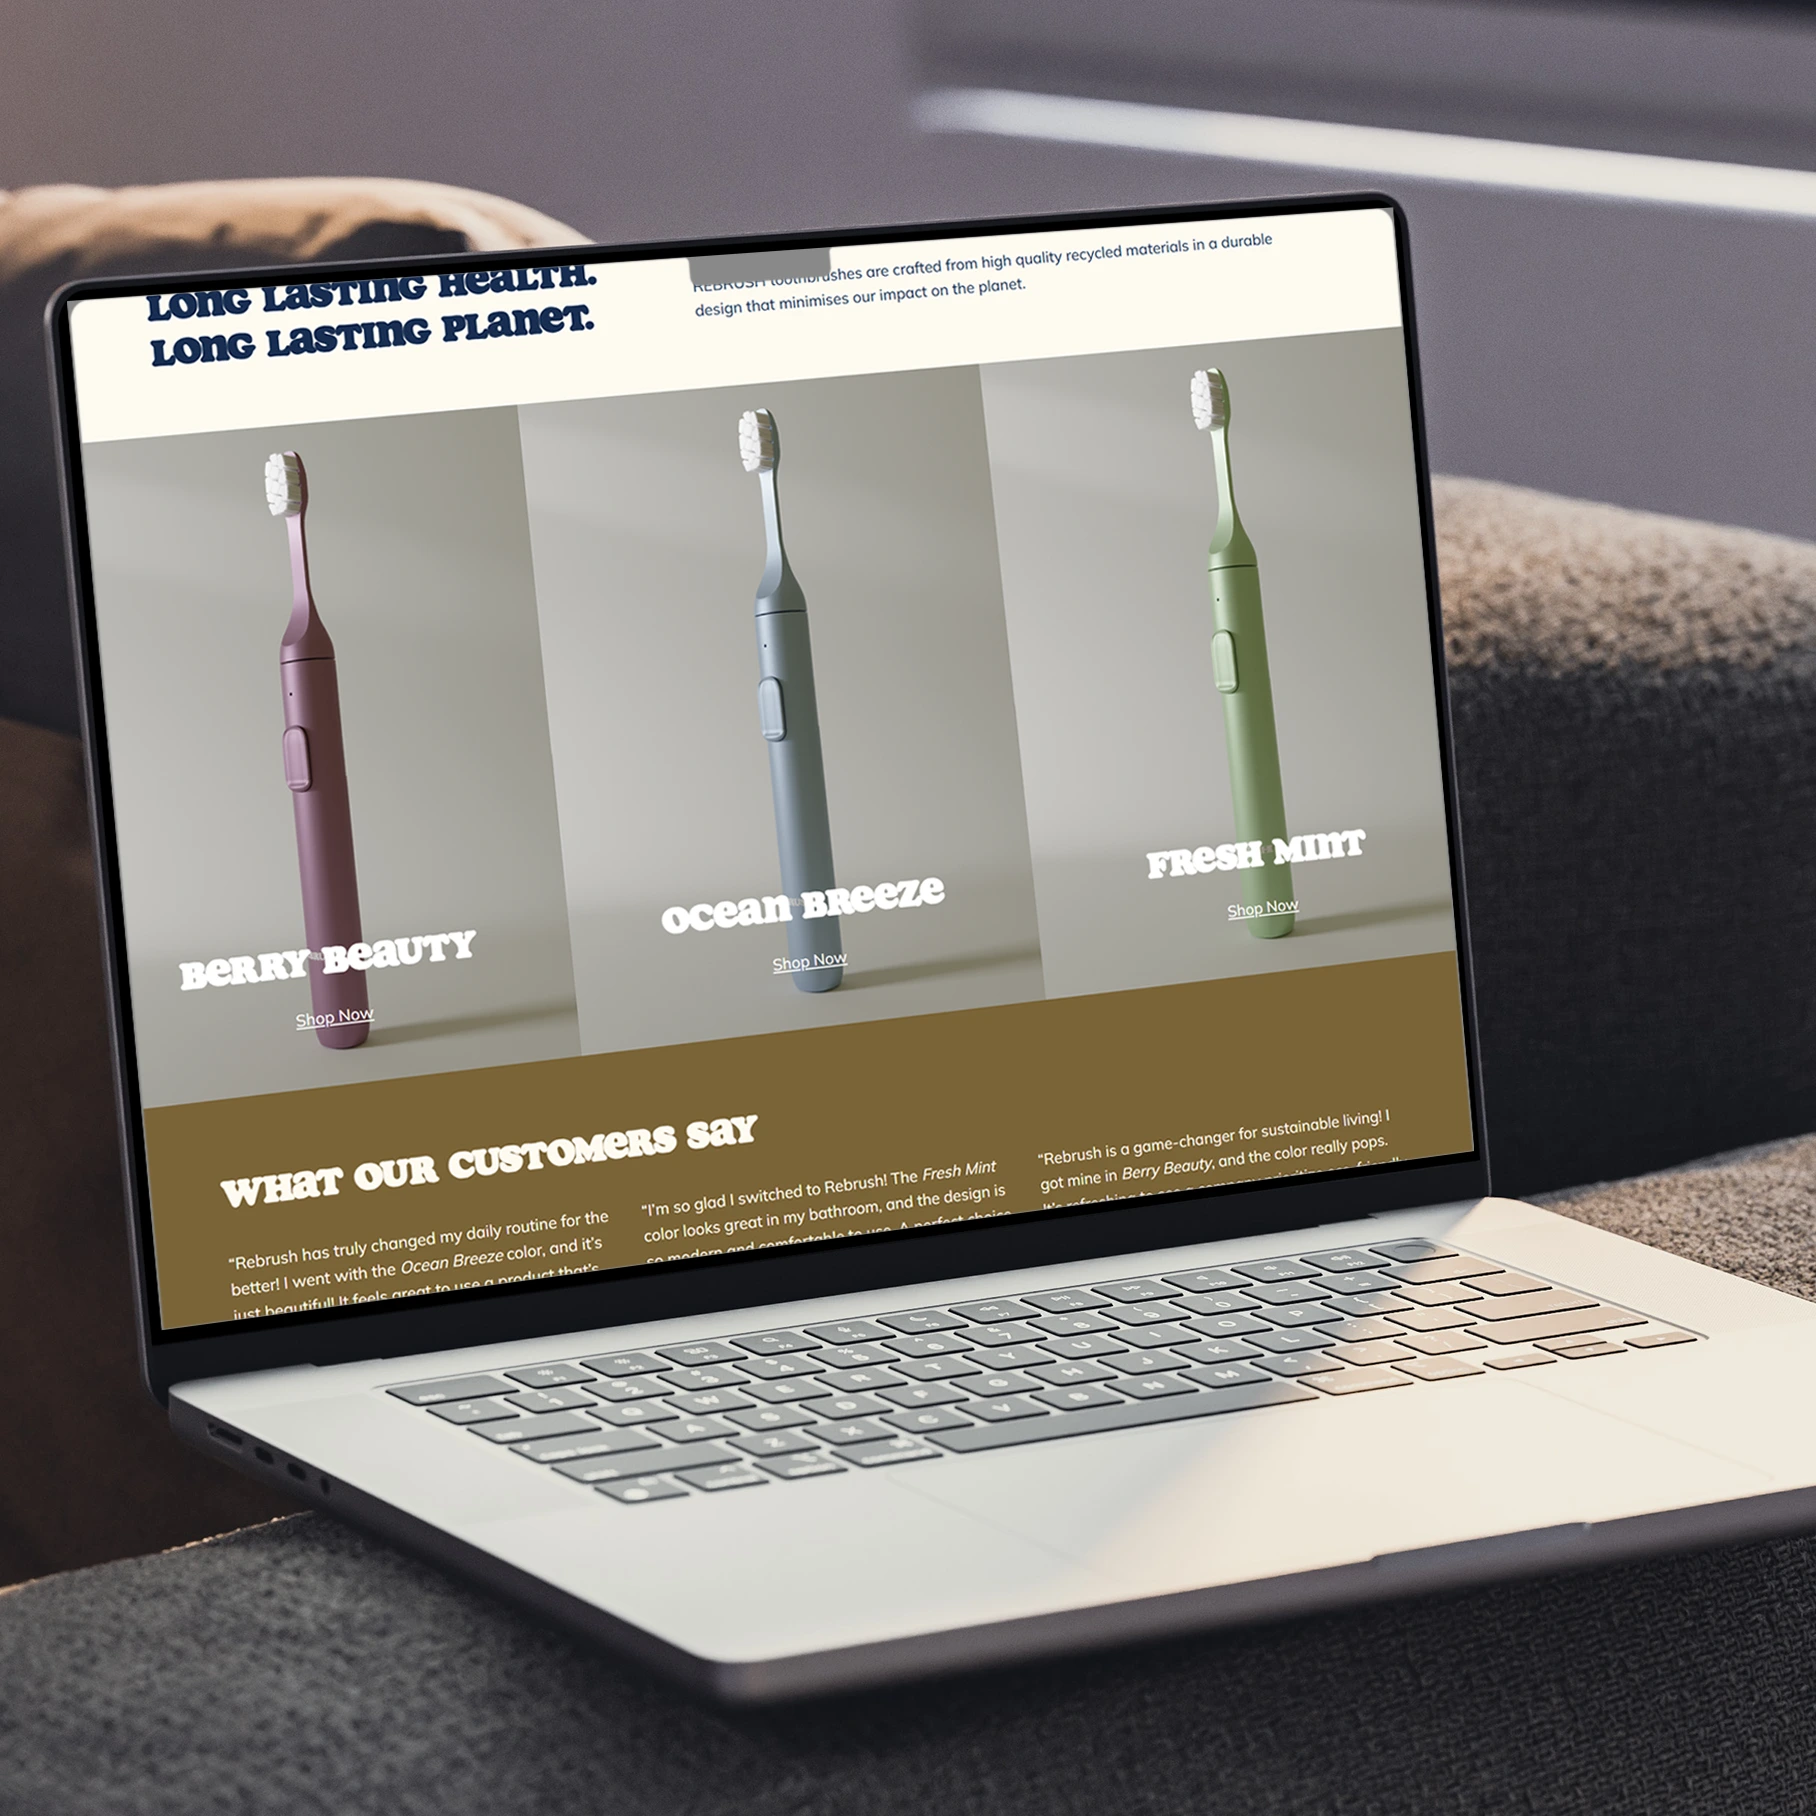 LONG LASTING HEALTH.
LONG LASTING PLANET.
REBRUSH toothbrushes are crafted from high quality recycled materials in a durable
design that minimises our impact on the planet.
BERRY BEAUTY
Shop Now
OCEAN BREEZE
Shop Now
FRESH MINT
Shop Now
WHAT OUR CUSTOMERS SAY
“Rebrush has truly changed my daily routine for the
better! I went with the Ocean Breeze color, and it’s
just beautiful! It feels great to use a product that’s
“I’m so glad I switched to Rebrush! The Fresh Mint
color looks great in my bathroom, and the design is
so modern and comfortable to use. A perfect choice
“Rebrush is a game-changer for sustainable living! I
got mine in Berry Beauty, and the color really pops.
It’s refreshing to see a company prioritize